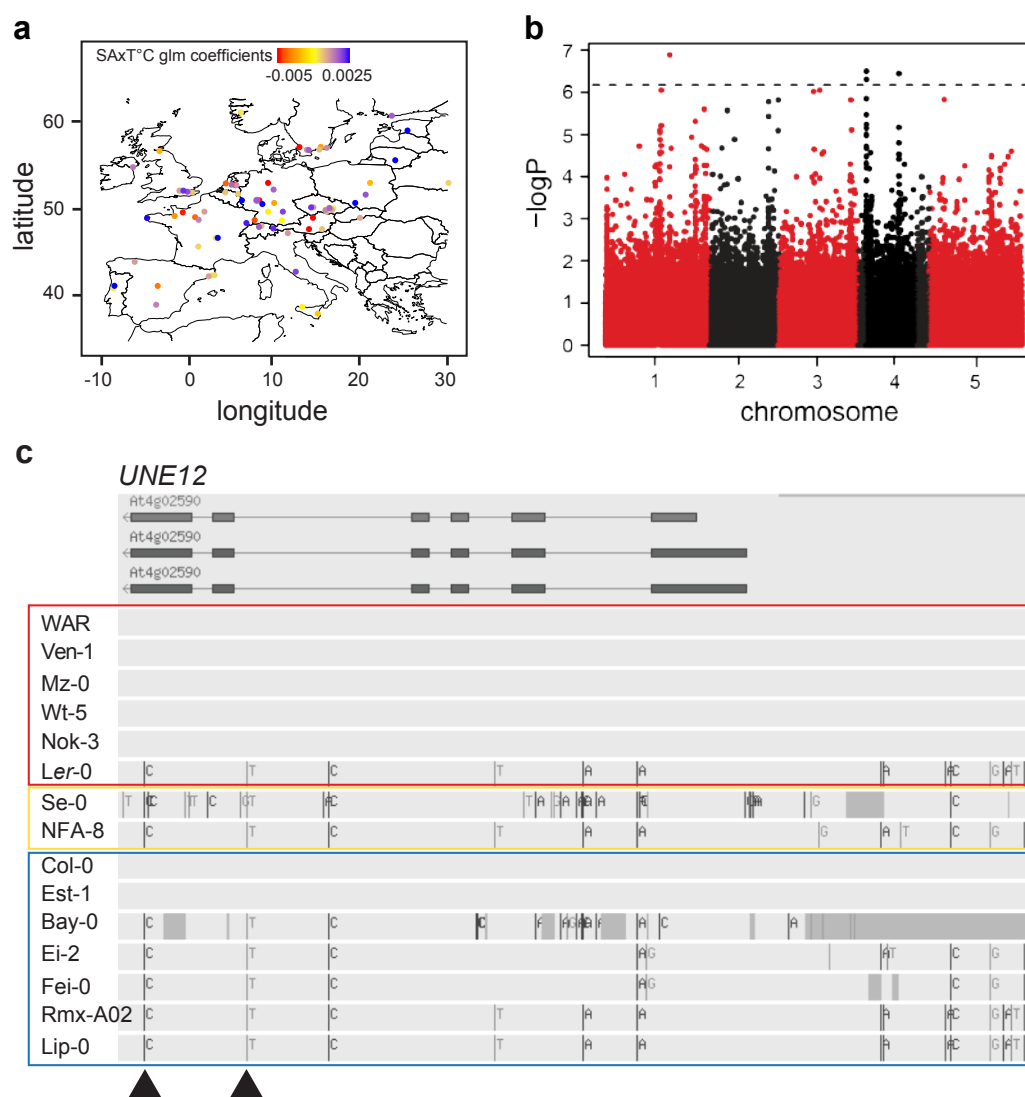 a
SAxT°C glm coefficients
-0.005 0.0025
60
50
40
latitude
-10 0 10 20 30
longitude
b
7
6
5
4
3
2
1
0
−logP
1 2 3 4 5
chromosome
c
UNE12
At4g02590
At4g02590
At4g02590
WAR
Ven-1
Mz-0
Wt-5
Nok-3
Ler-0 C T C T A A A C G A T
Se-0 T C C T C A G C
NFA-8 C T C T A A G A T C G
Col-0
Est-1
Bay-0 C T C C A C A
Ei-2 C T C A G A T C G
Fei-0 C T C A G C G
Rmx-A02 C T C T A A A C G A T
Lip-0 C T C T A A A C G A T